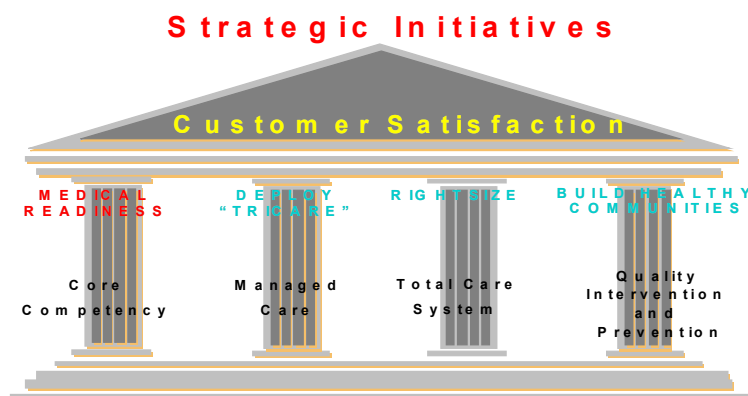 Strategic Initiatives
Customer Satisfaction
MEDICAL
READINESS
DEPLOY
“TRICARE”
RIGHTSIZE
BUILD HEALTHY
COMMUNITIES
Core
Competency
Managed
Care
Total Care
System
Quality
Intervention
and
Prevention